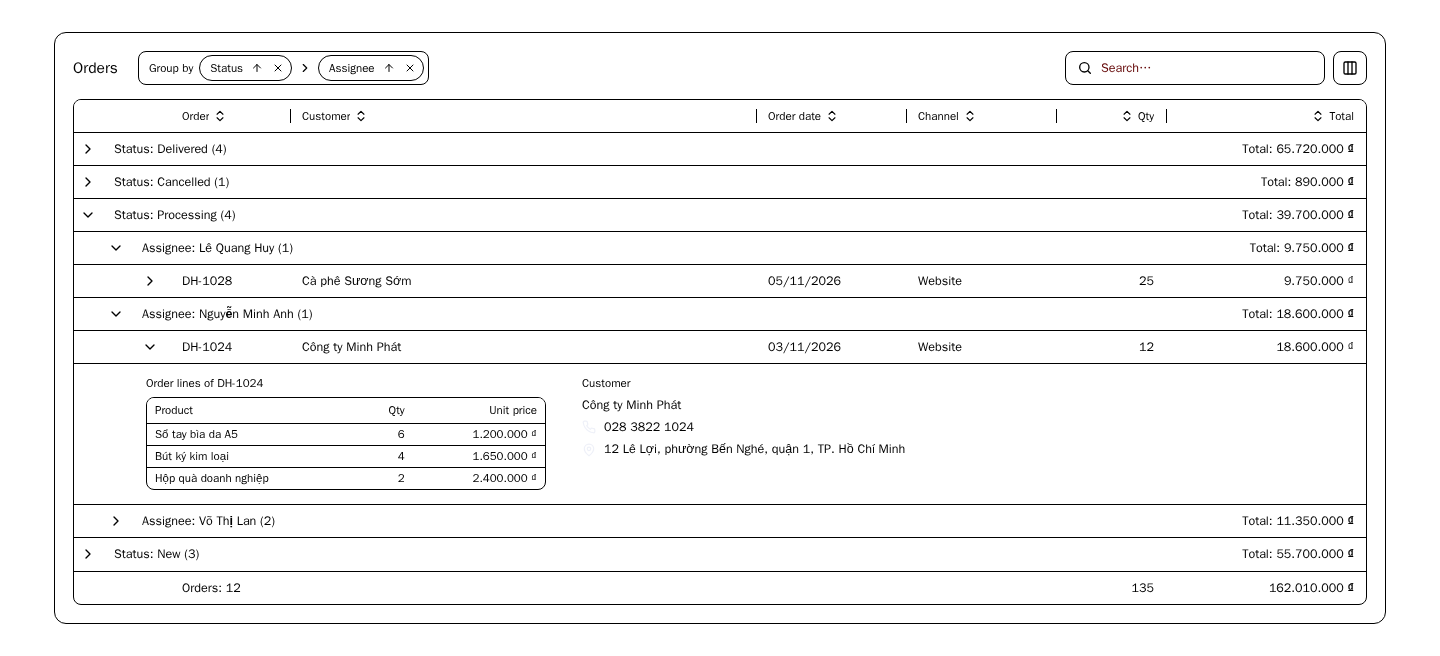 Orders Group by Status Assignee Search⋯
Order Customer Order date Channel Qty Total
Status: Delivered (4) Total: 65.720.000 ₫
Status: Cancelled (1) Total: 890.000 ₫
Status: Processing (4) Total: 39.700.000 ₫
Assignee: Lê Quang Huy (1) Total: 9.750.000 ₫
DH-1028 Cà phê Sương Sớm 05/11/2026 Website 25 9.750.000 ₫
Assignee: Nguyễn Minh Anh (1) Total: 18.600.000 ₫
DH-1024 Công ty Minh Phát 03/11/2026 Website 12 18.600.000 ₫
Order lines of DH-1024
Product Qty Unit price
Sổ tay bìa da A5 6 1.200.000 ₫
Bút ký kim loại 4 1.650.000 ₫
Hộp quà doanh nghiệp 2 2.400.000 ₫
Customer
Công ty Minh Phát
028 3822 1024
12 Lê Lợi, phường Bến Nghé, quận 1, TP. Hồ Chí Minh
Assignee: Võ Thị Lan (2) Total: 11.350.000 ₫
Status: New (3) Total: 55.700.000 ₫
Orders: 12 135 162.010.000 ₫